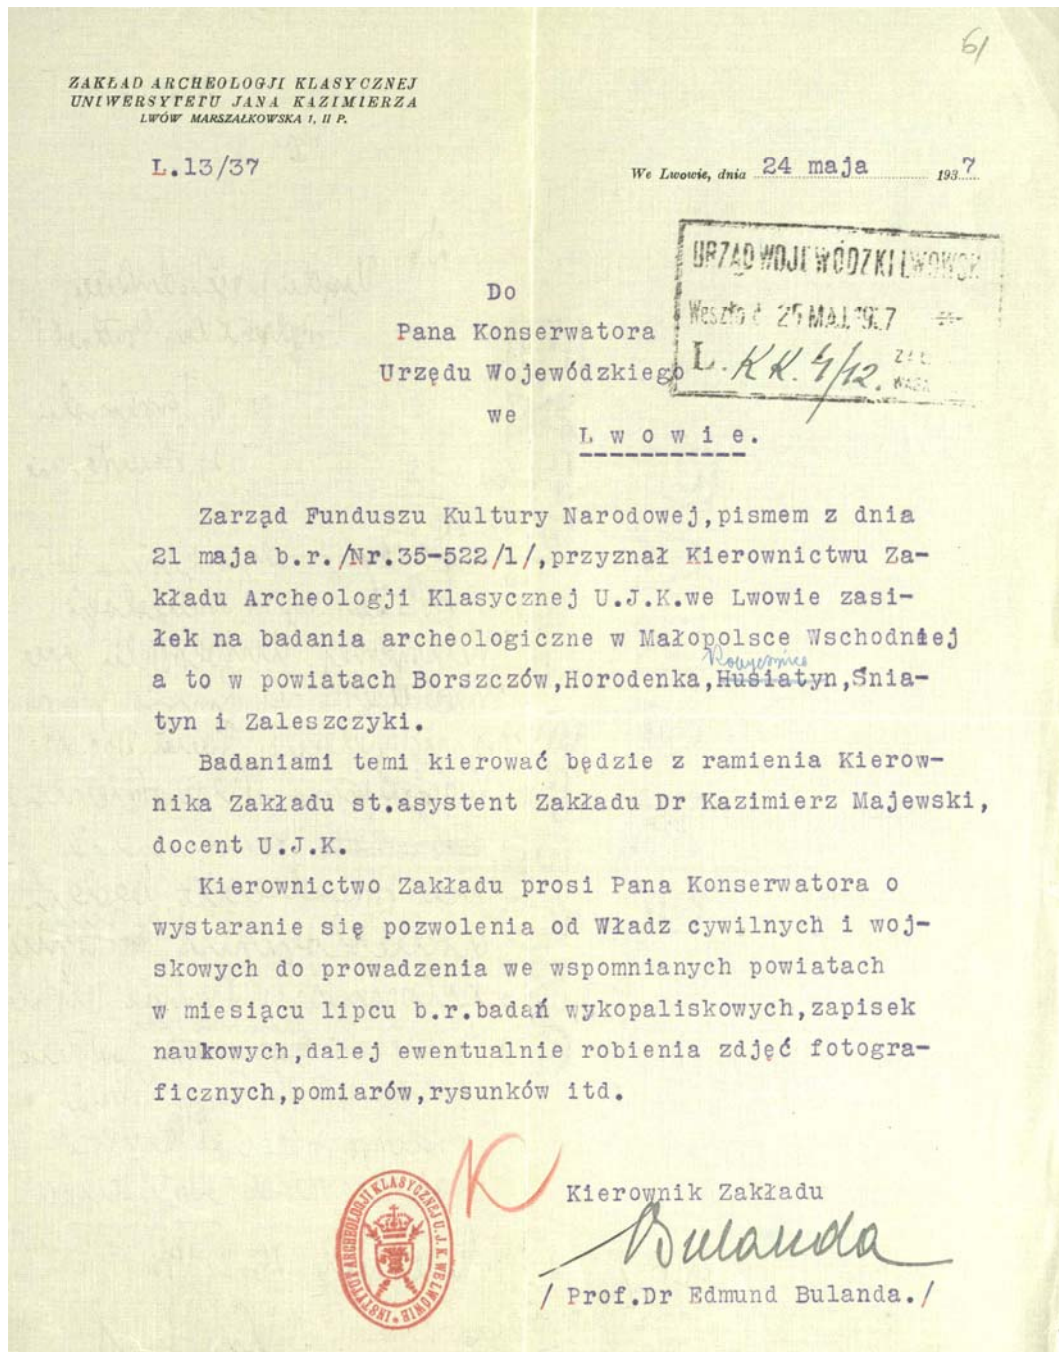 61
ZAKŁAD ARCHEOLOGJI KLASYCZNEJ
UNIWERSYTETU JANA KAZIMIERZA
LWÓW MARSZAŁKOWSKA 1, II P.
L.13/37
We Lwowie, dnia 24 maja 1937
URZĄD WOJEWÓDZKI LWOWSK
Weszło d. 25 MAJ. 1937
L. KK. 4/12.
Do
Pana Konserwatora
Urzędu Wojewódzkiego
we
Lwowie.
Zarząd Funduszu Kultury Narodowej,pismem z dnia
21 maja b.r./Nr.35-522/1/,przyznał Kierownictwu Za-
kładu Archeologji Klasycznej U.J.K.we Lwowie zasi-
łek na badania archeologiczne w Małopolsce Wschodniej
a to w powiatach Borszczów,Horodenka,Husiatyn,Śnia-
tyn i Zaleszczyki.
Badaniami temi kierować będzie z ramienia Kierow-
nika Zakładu st.asystent Zakładu Dr Kazimierz Majewski,
docent U.J.K.
Kierownictwo Zakładu prosi Pana Konserwatora o
wystaranie się pozwolenia od Władz cywilnych i woj-
skowych do prowadzenia we wspomnianych powiatach
w miesiącu lipcu b.r.badań wykopaliskowych,zapisek
naukowych,dalej ewentualnie robienia zdjęć fotogra-
ficznych,pomiarów,rysunków itd.
K
INSTYTUT ARCHEOLOGJI KLASYCZNEJ U.J.K. WE LWOWIE
Kierownik Zakładu
Bulanda
/ Prof.Dr Edmund Bulanda./